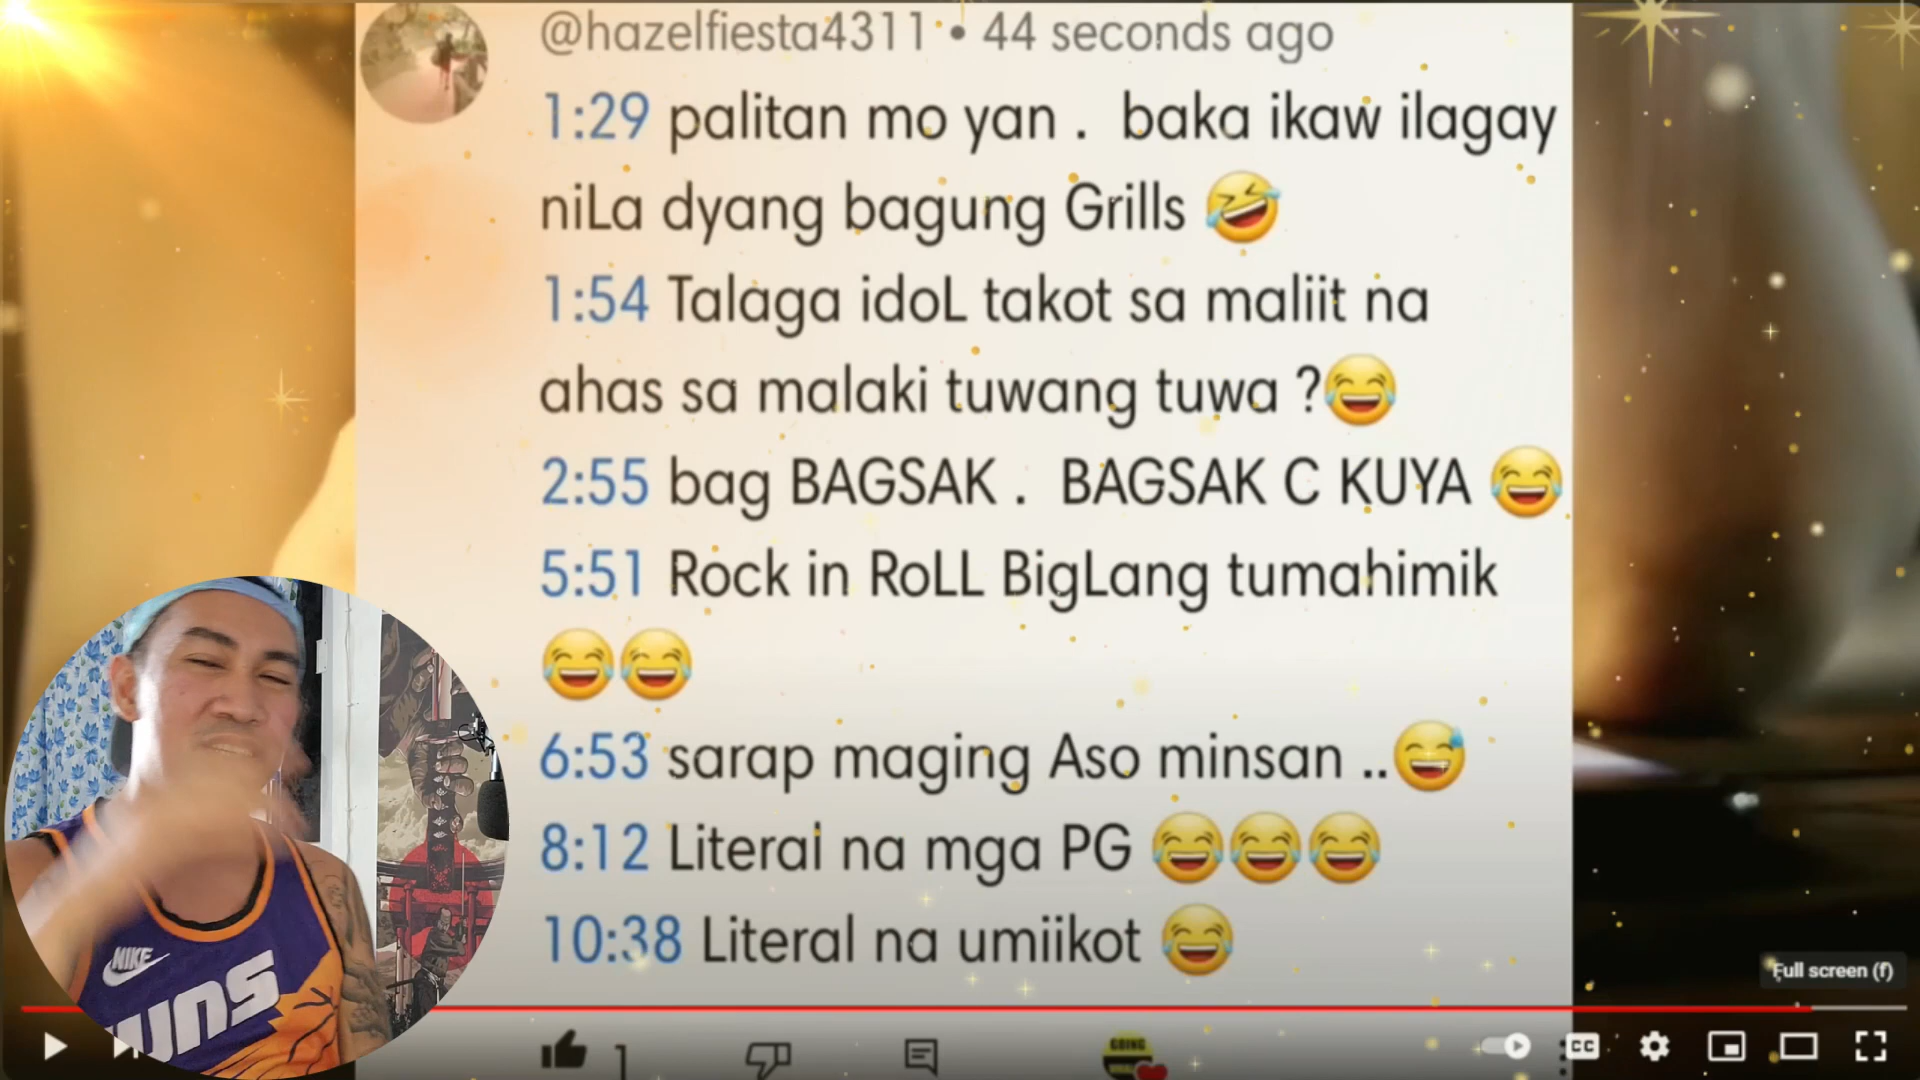 @hazelfiesta4311 • 44 seconds ago
1:29 palitan mo yan . baka ikaw ilagay
niLa dyang bagung Grills 🤣
1:54 Talaga idoL takot sa maliit na
ahas sa malaki tuwang tuwa ?😂
2:55 bag BAGSAK . BAGSAK C KUYA 😂
5:51 Rock in RoLL BigLang tumahimik
😂😂
6:53 sarap maging Aso minsan ..😅
8:12 Literal na mga PG 😂😂😂
10:38 Literal na umiikot 😂
NIKE
SUNS
Full screen (f)
1
GOING
CC